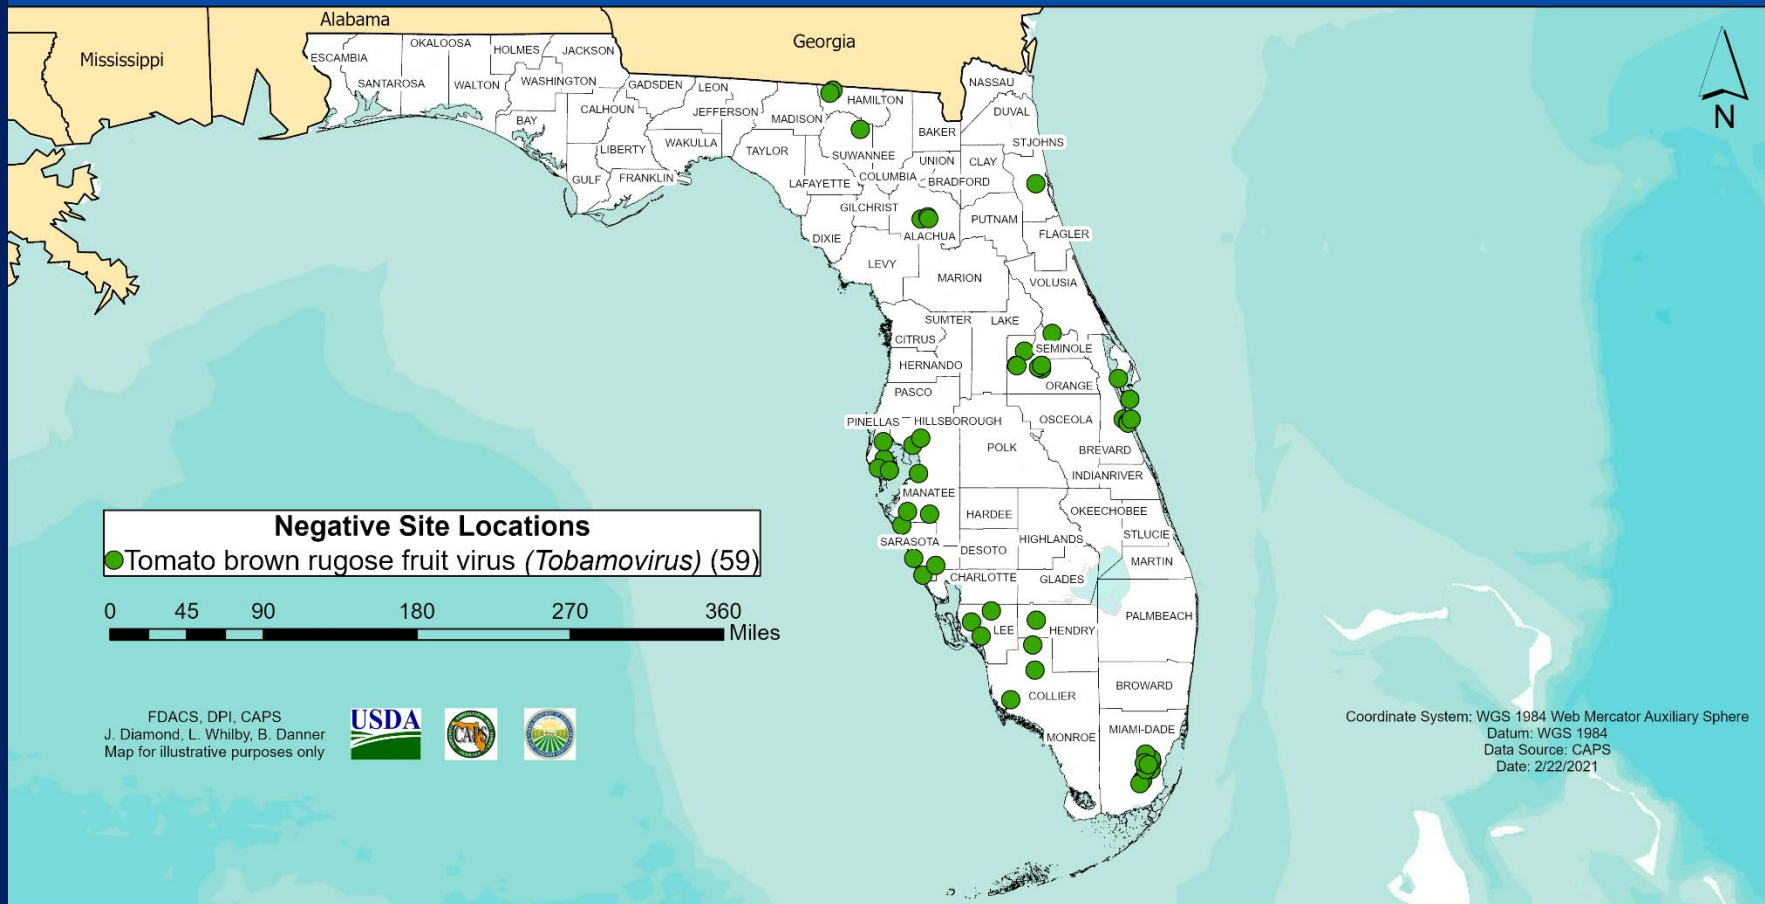 Alabama
Mississippi
Georgia
N
ESCAMBIA
OKALOOSA
HOLMES
JACKSON
SANTAROSA
WALTON
WASHINGTON
GADSDEN
LEON
HAMILTON
NASSAU
BAY
CALHOUN
JEFFERSON
MADISON
DUVAL
LIBERTY
WAKULLA
TAYLOR
SUWANNEE
BAKER
STJOHNS
GULF
FRANKLIN
LAFAYETTE
COLUMBIA
UNION
CLAY
BRADFORD
GILCHRIST
PUTNAM
DIXIE
ALACHUA
FLAGLER
LEVY
MARION
VOLUSIA
SUMTER
LAKE
CITRUS
SEMINOLE
HERNANDO
ORANGE
PASCO
PINELLAS
HILLSBOROUGH
OSCEOLA
POLK
BREVARD
INDIANRIVER
MANATEE
HARDEE
OKEECHOBEE
SARASOTA
DESOTO
HIGHLANDS
STLUCIE
CHARLOTTE
GLADES
MARTIN
LEE
HENDRY
PALMBEACH
COLLIER
BROWARD
MONROE
MIAMI-DADE
Negative Site Locations
Tomato brown rugose fruit virus (Tobamovirus) (59)
0 45 90 180 270 360
Miles
FDACS, DPI, CAPS
J. Diamond, L. Whilby, B. Danner
Map for illustrative purposes only
USDA
CAPS
Coordinate System: WGS 1984 Web Mercator Auxiliary Sphere
Datum: WGS 1984
Data Source: CAPS
Date: 2/22/2021